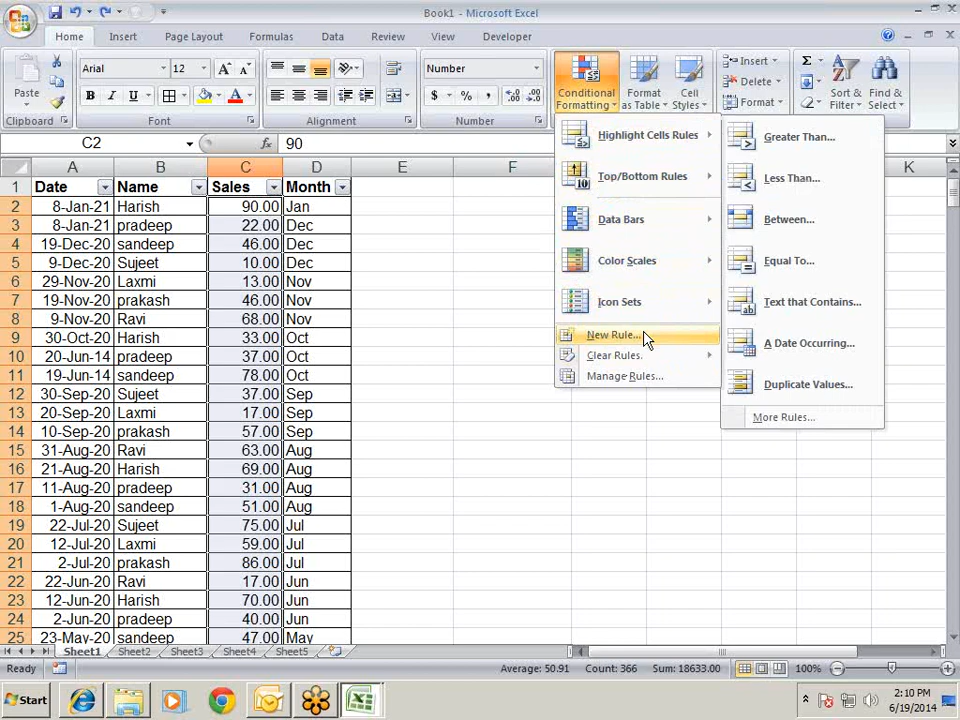 Book1 - Microsoft Excel
Home Insert Page Layout Formulas Data Review View Developer
Paste
Arial 12
B I U
A A
Number
$ % ,
Conditional Formatting
Format as Table
Cell Styles
Insert
Delete
Format
Σ
Sort & Filter
Find & Select
Clipboard Font Alignment Number
C2 fx 90
A B C D E F K
1 Date Name Sales Month
2 8-Jan-21 Harish 90.00 Jan
3 8-Jan-21 pradeep 22.00 Dec
4 19-Dec-20 sandeep 46.00 Dec
5 9-Dec-20 Sujeet 10.00 Dec
6 29-Nov-20 Laxmi 13.00 Nov
7 19-Nov-20 prakash 46.00 Nov
8 9-Nov-20 Ravi 68.00 Nov
9 30-Oct-20 Harish 33.00 Oct
10 20-Jun-14 pradeep 37.00 Oct
11 19-Jun-14 sandeep 78.00 Oct
12 30-Sep-20 Sujeet 37.00 Sep
13 20-Sep-20 Laxmi 17.00 Sep
14 10-Sep-20 prakash 57.00 Sep
15 31-Aug-20 Ravi 63.00 Aug
16 21-Aug-20 Harish 69.00 Aug
17 11-Aug-20 pradeep 31.00 Aug
18 1-Aug-20 sandeep 51.00 Aug
19 22-Jul-20 Sujeet 75.00 Jul
20 12-Jul-20 Laxmi 59.00 Jul
21 2-Jul-20 prakash 86.00 Jul
22 22-Jun-20 Ravi 17.00 Jun
23 12-Jun-20 Harish 70.00 Jun
24 2-Jun-20 pradeep 40.00 Jun
25 23-May-20 sandeep 47.00 May
Highlight Cells Rules
Top/Bottom Rules
Data Bars
Color Scales
Icon Sets
New Rule...
Clear Rules.
Manage Rules...
Greater Than...
Less Than...
Between...
Equal To...
Text that Contains...
A Date Occurring...
Duplicate Values...
More Rules...
Sheet1 Sheet2 Sheet3 Sheet4 Sheet5
Ready Average: 50.91 Count: 366 Sum: 18633.00 100%
Start
2:10 PM
6/19/2014